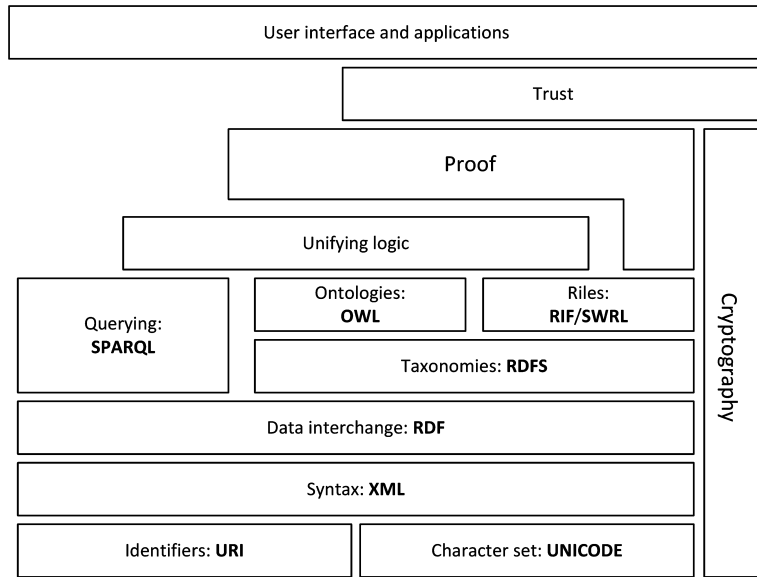 User interface and applications
Trust
Proof
Unifying logic
Querying:
SPARQL
Ontologies:
OWL
Riles:
RIF/SWRL
Taxonomies: RDFS
Data interchange: RDF
Syntax: XML
Identifiers: URI
Character set: UNICODE
Cryptography